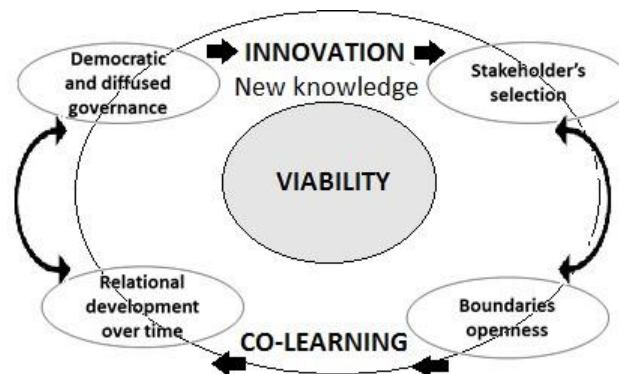 Democratic
and diffused
governance
INNOVATION
New knowledge
Stakeholder's
selection
VIABILITY
Relational
development
over time
CO-LEARNING
Boundaries
openness